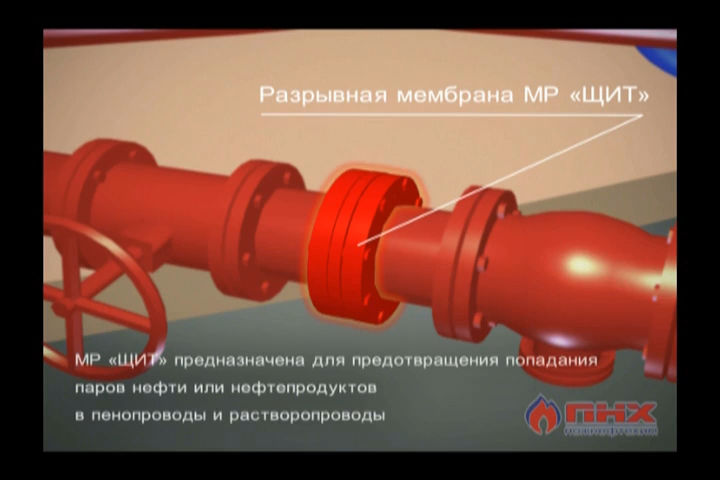 Разрывная мембрана МР «ЩИТ»
МР «ЩИТ» предназначена для предотвращения попадания
паров нефти или нефтепродуктов
в пенопроводы и растворопроводы
ПНХ